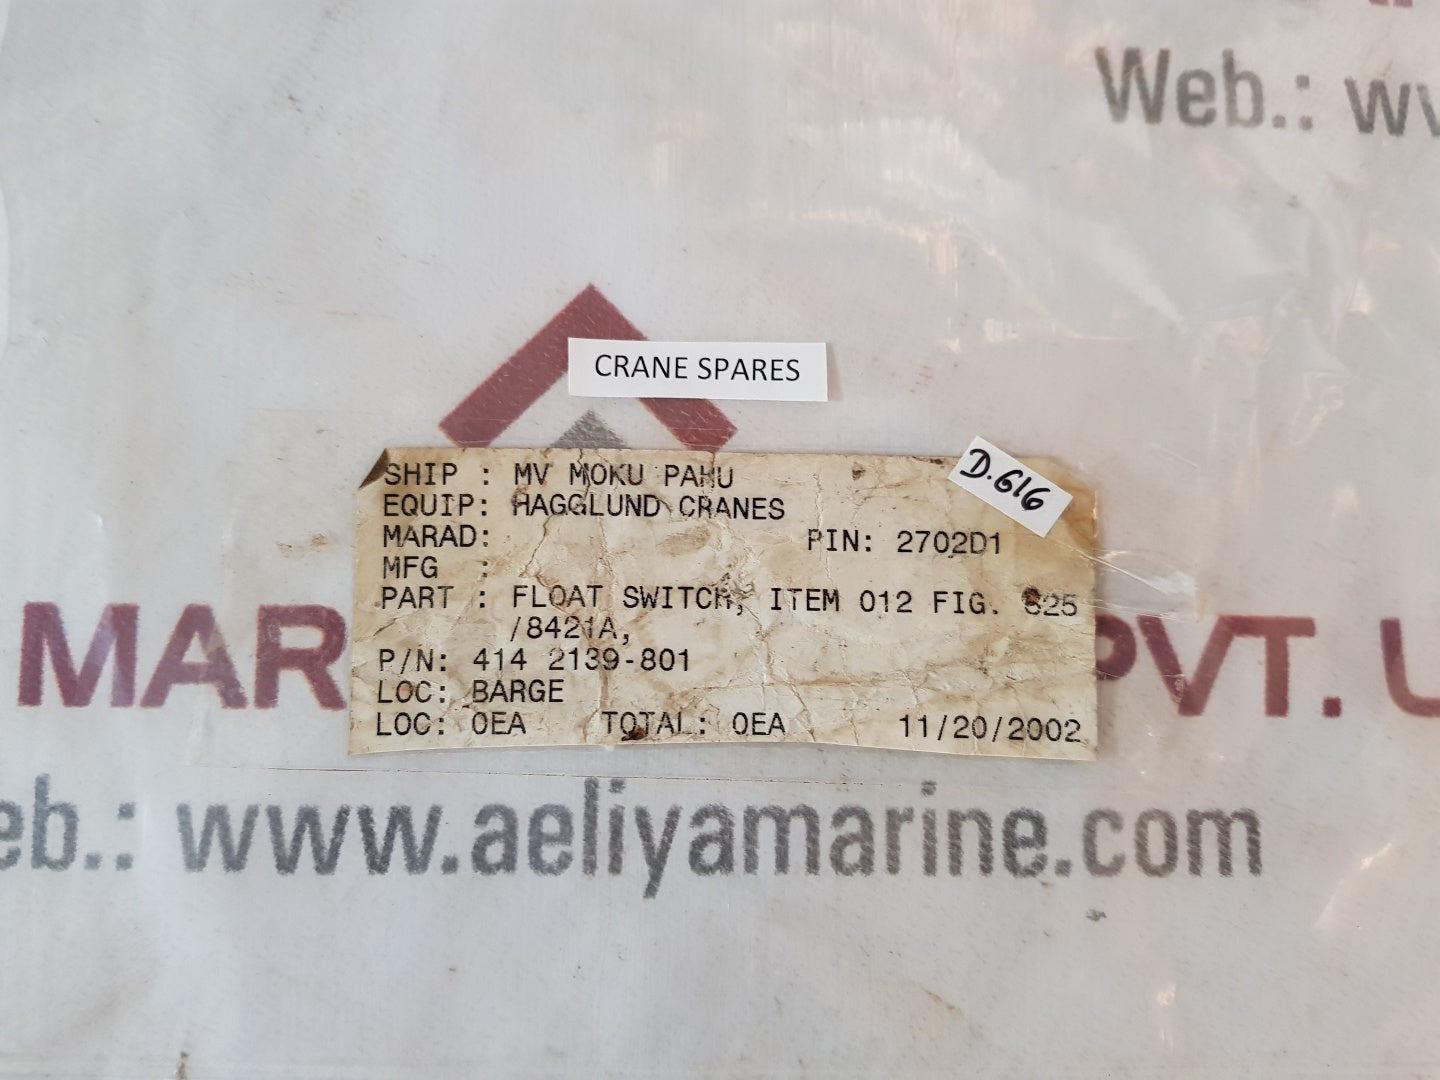 Web.:
CRANE SPARES
D.616
SHIP : MV MOKU PAHU
EQUIP: HAGGLUND CRANES
MARAD: PIN: 2702D1
MFG :
PART : FLOAT SWITCH, ITEM 012 FIG. 825
/8421A,
P/N: 414 2139-801
LOC: BARGE
LOC: 0EA TOTAL: 0EA 11/20/2002
MAR PVT. U
eb.: www.aeliyamarine.com